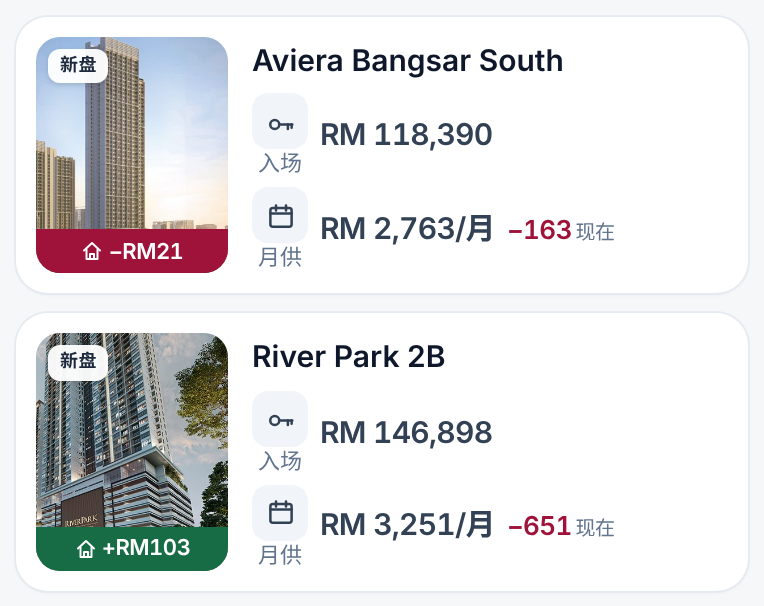 新盘
Aviera Bangsar South
RM 118,390
入场
RM 2,763/月 –163 现在
月供
–RM21
新盘
River Park 2B
RM 146,898
入场
RM 3,251/月 –651 现在
月供
RIVERPARK
+RM103